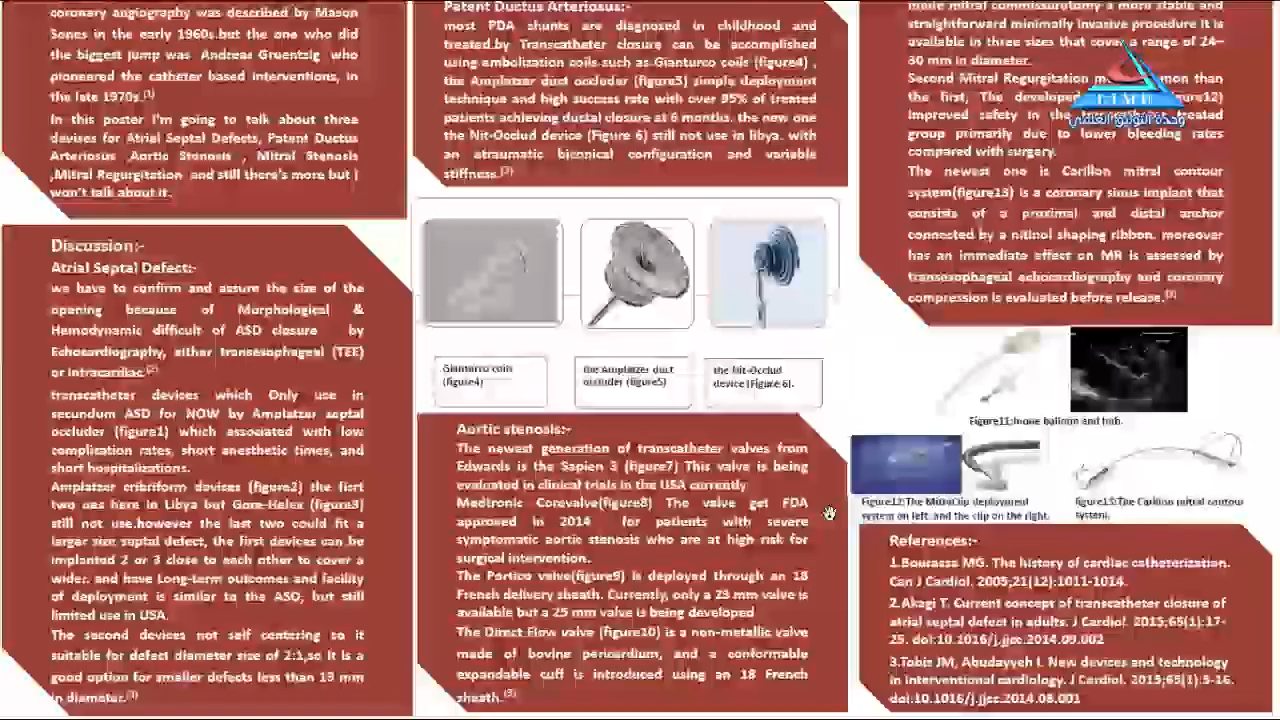 coronary angiography was described by Mason
Sones in the early 1960s.but the one who did
the biggest jump was Andreas Gruentzig who
pioneered the catheter based interventions, in
the late 1970s.[1]
In this poster I'm going to talk about three
devises for Atrial Septal Defects, Patent Ductus
Arteriosus ,Aortic Stenosis , Mitral Stenosis
,Mitral Regurgitation and still there's more but I
won't talk about it.
Discussion:-
Atrial Septal Defect:-
we have to confirm and assure the size of the
opening because of Morphological &
Hemodynamic difficult of ASD closure by
Echocardiography, either transesophageal (TEE)
or Intracardiac[2]
transcatheter devices which Only use in
secundum ASD for NOW by Amplatzer septal
occluder (figure1) which associated with low
complication rates, short anesthetic times, and
short hospitalizations.
Amplatzer cribriform devises (figure2) the first
two uses here in Libya but Gore-Helex (figure3)
still not use.however the last two could fit a
larger size septal defect, the first devices can be
implanted 2 or 3 close to each other to cover a
wider. and have Long-term outcomes and facility
of deployment is similar to the ASO, but still
limited use in USA.
The second devises not self centering so it
suitable for defect diameter size of 2:1,so it is a
good option for smaller defects less than 13 mm
in diameter.[3]
Patent Ductus Arteriosus:-
most PDA shunts are diagnosed in childhood and
treated.by Transcatheter closure can be accomplished
using embolization coils such as Gianturco coils (figure4) ,
the Amplatzer duct occluder (figure5) simple deployment
technique and high success rate with over 95% of treated
patients achieving ductal closure at 6 months. the new one
the Nit-Occlud device (Figure 6) still not use in Libya. with
an atraumatic biconical configuration and variable
stiffness.[3]
Gianturco coin
(figure4)
the Amplatzer duct
occluder (figure5)
the Nit-Occlud
device (Figure 6).
Aortic stenosis:-
The newest generation of transcatheter valves from
Edwards is the Sapien 3 (figure7) This valve is being
evaluated in clinical trials in the USA currently
Medtronic Corevalve(figure8) The valve get FDA
approved in 2014 for patients with severe
symptomatic aortic stenosis who are at high risk for
surgical intervention.
The Portico valve(figure9) is deployed through an 18
French delivery sheath. Currently, only a 23 mm valve is
available but a 25 mm valve is being developed
The Direct Flow valve (figure10) is a non-metallic valve
made of bovine pericardium, and a conformable
expandable cuff is introduced using an 18 French
sheath.[3]
make mitral commissurotomy a more stable and
straightforward minimally invasive procedure it is
available in three sizes that cover a range of 24–
30 mm in diameter.
Second Mitral Regurgitation common than
the first, The developed
improved safety in the treated
group primarily due to lower bleeding rates
compared with surgery.
The newest one is Carillon mitral contour
system(figure13) is a coronary sinus implant that
consists of a proximal and distal anchor
connected by a nitinol shaping ribbon. moreover
has an immediate effect on MR is assessed by
transesophageal echocardiography and coronary
compression is evaluated before release.[3]
وحدة التوثيق العلمي
Figure11:Inoue balloon and hub.
Figure12:The MitraClip deployment
system on left, and the clip on the right.
Figure13:The Carillon mitral contour
system.
References:-
1.Bourassa MG. The history of cardiac catheterization.
Can J Cardiol. 2005;21(12):1011-1014.
2.Akagi T. Current concept of transcatheter closure of
atrial septal defect in adults. J Cardiol. 2015;65(1):17-
25. doi:10.1016/j.jjcc.2014.09.002
3.Tobis JM, Abudayyeh I. New devices and technology
in interventional cardiology. J Cardiol. 2015;65(1):5-16.
doi:10.1016/j.jjcc.2014.08.001